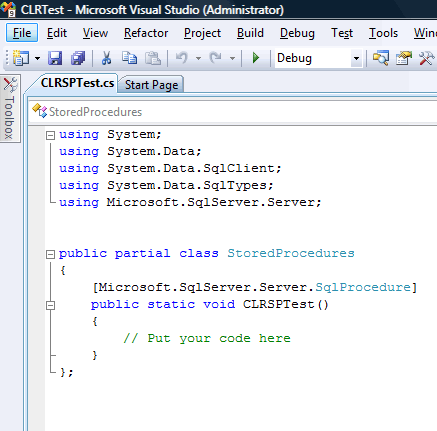 CLRTest - Microsoft Visual Studio (Administrator)
File Edit View Refactor Project Build Debug Data Tools
Debug
CLRSPTest.cs Start Page
Toolbox
StoredProcedures
using System;
using System.Data;
using System.Data.SqlClient;
using System.Data.SqlTypes;
using Microsoft.SqlServer.Server;
public partial class StoredProcedures
{
[Microsoft.SqlServer.Server.SqlProcedure]
public static void CLRSPTest()
{
// Put your code here
}
};